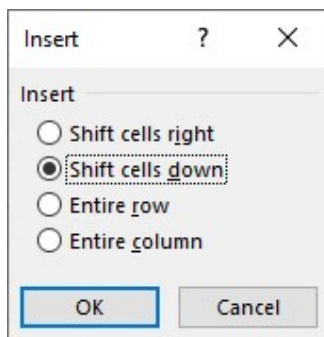 Insert ? ×
Insert
Shift cells right
Shift cells down
Entire row
Entire column
OK Cancel